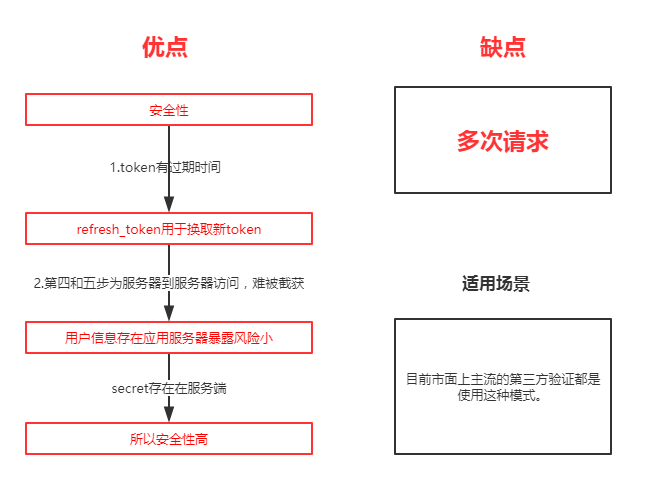 优点
安全性
1.token有过期时间
refresh_token用于换取新token
2.第四和五步为服务器到服务器访问，难被截获
用户信息存在应用服务器暴露风险小
secret存在在服务端
所以安全性高
缺点
多次请求
适用场景
目前市面上主流的第三方验证都是
使用这种模式。